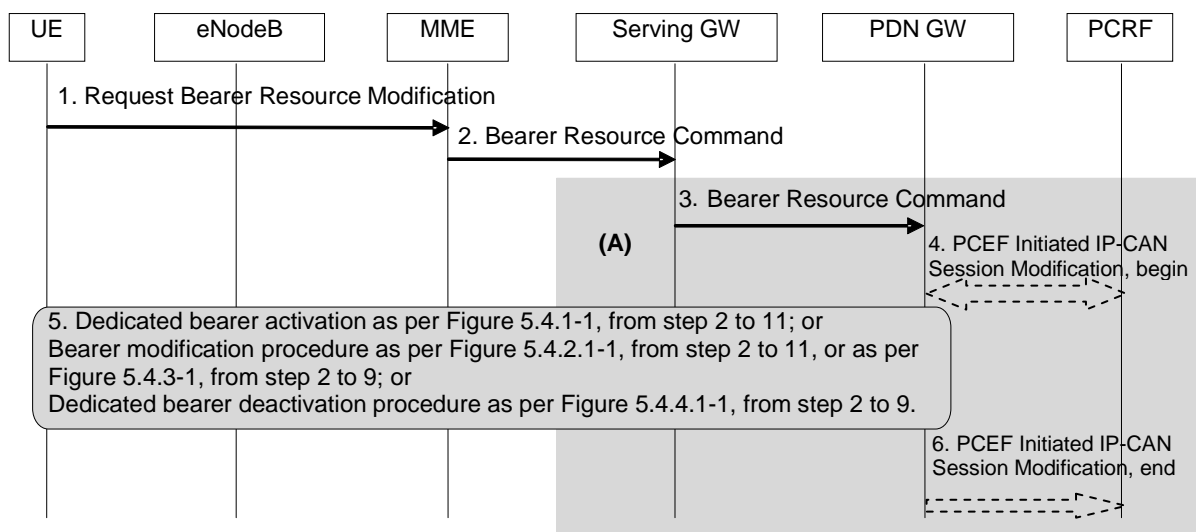 UE
eNodeB
MME
Serving GW
PDN GW
PCRF
1. Request Bearer Resource Modification
2. Bearer Resource Command
3. Bearer Resource Command
(A)
4. PCEF Initiated IP-CAN
Session Modification, begin
5. Dedicated bearer activation as per Figure 5.4.1-1, from step 2 to 11; or
Bearer modification procedure as per Figure 5.4.2.1-1, from step 2 to 11, or as per
Figure 5.4.3-1, from step 2 to 9; or
Dedicated bearer deactivation procedure as per Figure 5.4.4.1-1, from step 2 to 9.
6. PCEF Initiated IP-CAN
Session Modification, end